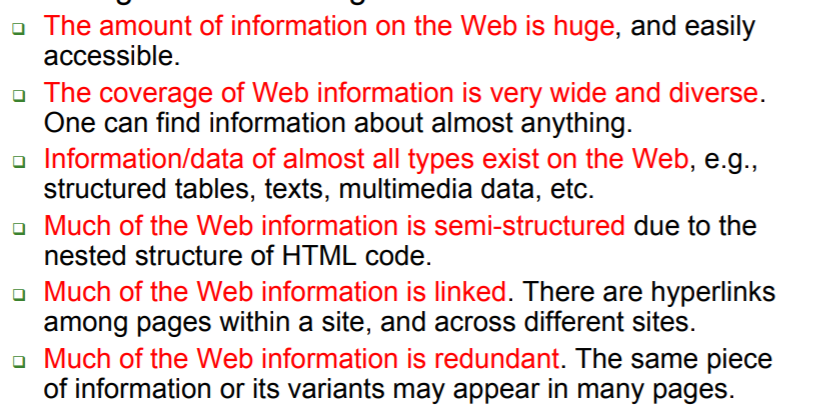 The amount of information on the Web is huge, and easily
accessible.
The coverage of Web information is very wide and diverse.
One can find information about almost anything.
Information/data of almost all types exist on the Web, e.g.,
structured tables, texts, multimedia data, etc.
Much of the Web information is semi-structured due to the
nested structure of HTML code.
Much of the Web information is linked. There are hyperlinks
among pages within a site, and across different sites.
Much of the Web information is redundant. The same piece
of information or its variants may appear in many pages.